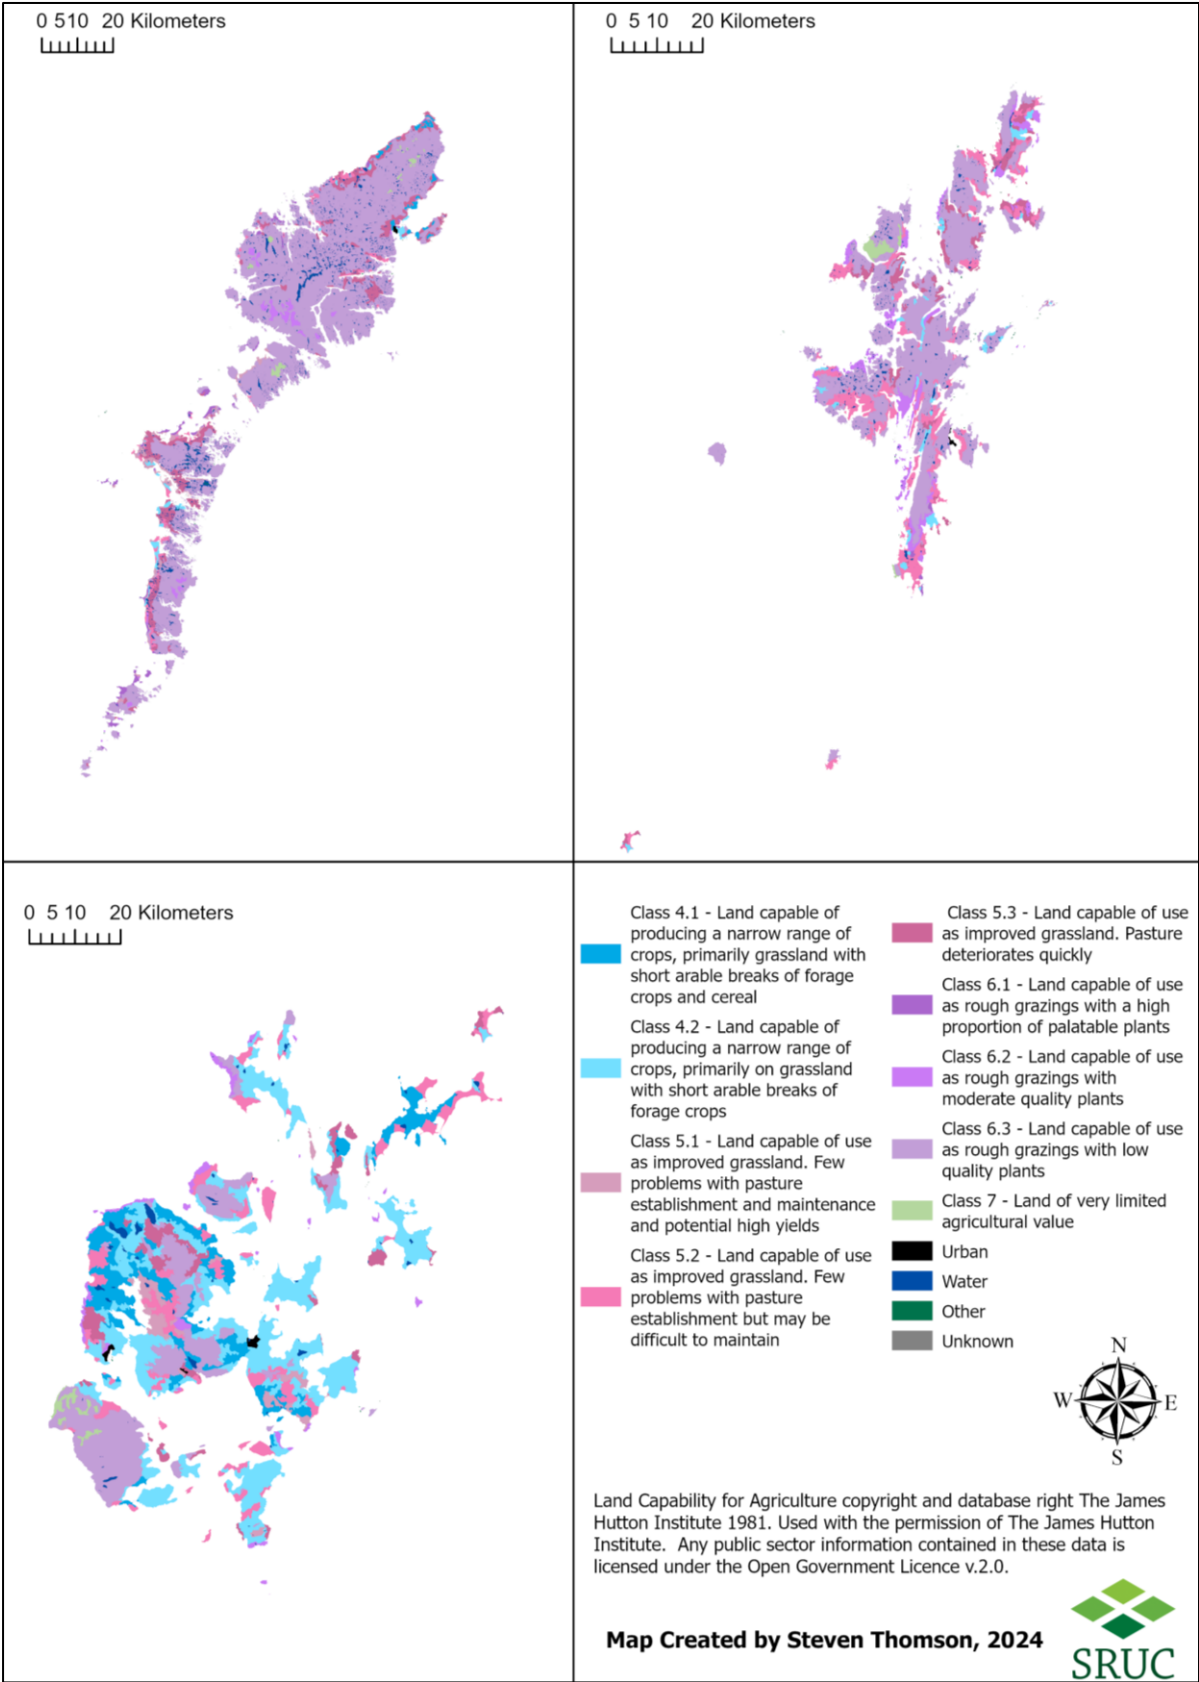 0 510 20 Kilometers
0 5 10 20 Kilometers
0 5 10 20 Kilometers
Class 4.1 - Land capable of
producing a narrow range of
crops, primarily grassland with
short arable breaks of forage
crops and cereal
Class 4.2 - Land capable of
producing a narrow range of
crops, primarily on grassland
with short arable breaks of
forage crops
Class 5.1 - Land capable of use
as improved grassland. Few
problems with pasture
establishment and maintenance
and potential high yields
Class 5.2 - Land capable of use
as improved grassland. Few
problems with pasture
establishment but may be
difficult to maintain
Class 5.3 - Land capable of use
as improved grassland. Pasture
deteriorates quickly
Class 6.1 - Land capable of use
as rough grazings with a high
proportion of palatable plants
Class 6.2 - Land capable of use
as rough grazings with
moderate quality plants
Class 6.3 - Land capable of use
as rough grazings with low
quality plants
Class 7 - Land of very limited
agricultural value
Urban
Water
Other
Unknown
N
W E
S
Land Capability for Agriculture copyright and database right The James
Hutton Institute 1981. Used with the permission of The James Hutton
Institute. Any public sector information contained in these data is
licensed under the Open Government Licence v.2.0.
Map Created by Steven Thomson, 2024
SRUC